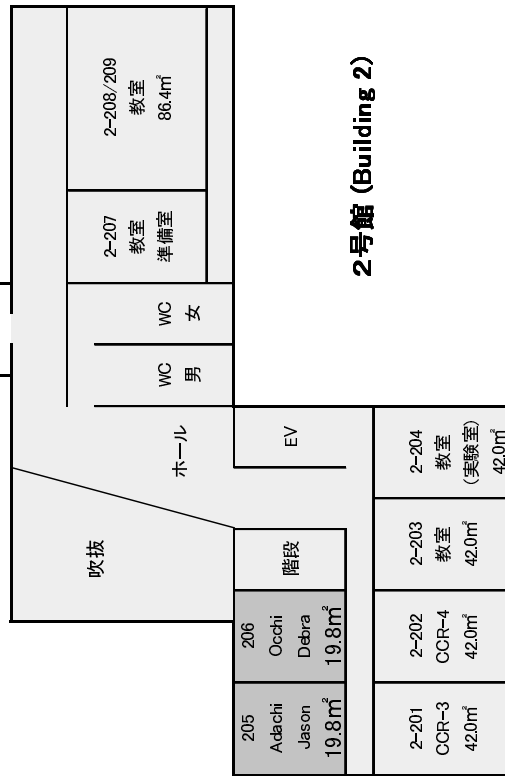 2号館 (Building 2)
2-208/209
教室
86.4㎡
2-207
教室
準備室
WC
女
WC
男
ホール
吹抜
EV
階段
206
Occhi
Debra
19.8㎡
205
Adachi
Jason
19.8㎡
2-204
教室
(実験室)
42.0㎡
2-203
教室
42.0㎡
2-202
CCR-4
42.0㎡
2-201
CCR-3
42.0㎡